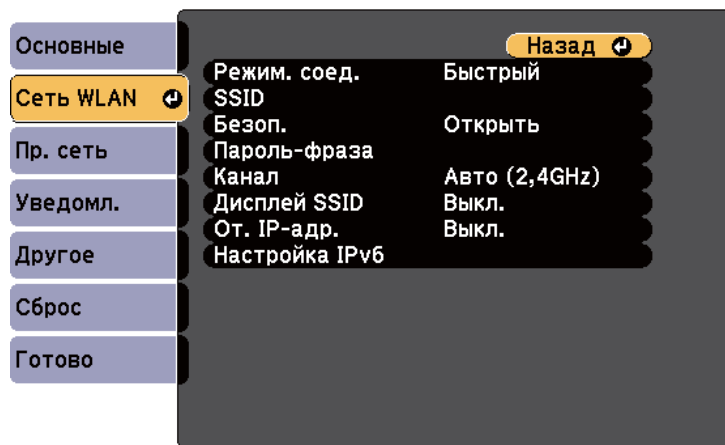 Основные
Сеть WLAN
Пр. сеть
Уведомл.
Другое
Сброс
Готово
Назад
Режим. соед. Быстрый
SSID
Безоп. Открыть
Пароль-фраза
Канал Авто (2,4GHz)
Дисплей SSID Выкл.
От. IP-адр. Выкл.
Настройка IPv6